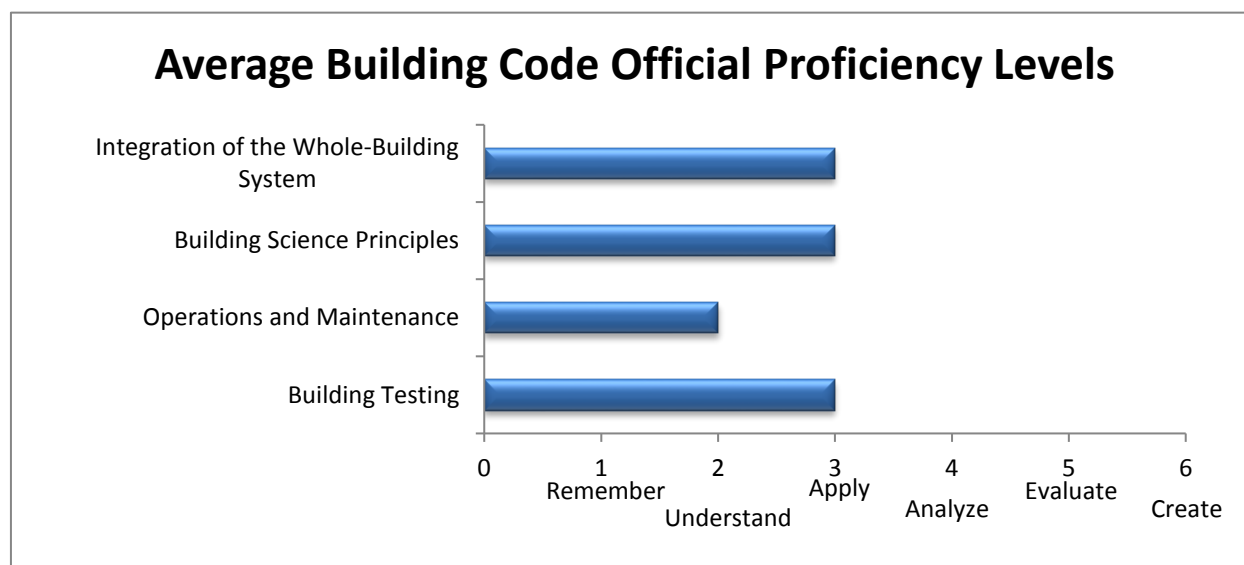 Average Building Code Official Proficiency Levels
Integration of the Whole-Building
System
Building Science Principles
Operations and Maintenance
Building Testing
0 1 2 3 4 5 6
Remember
Understand
Apply
Analyze
Evaluate
Create